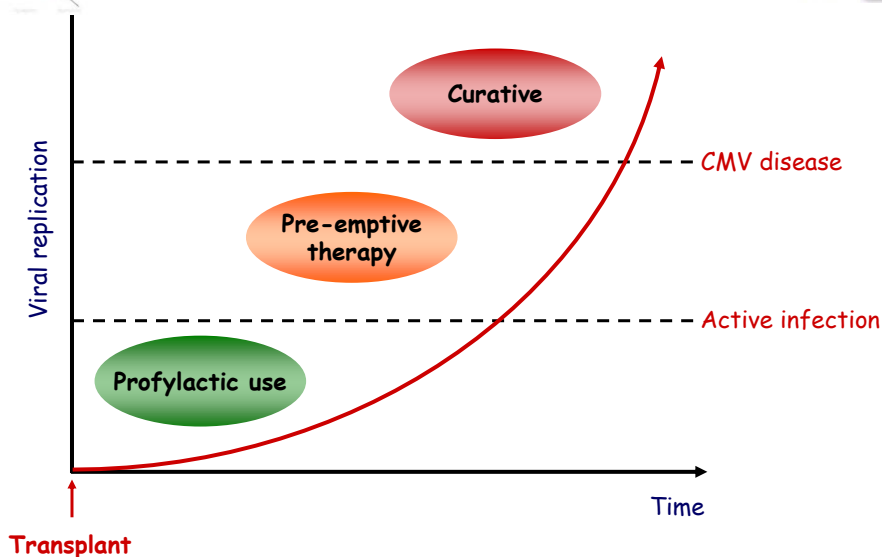 Curative
CMV disease
Viral replication
Pre-emptive
therapy
Active infection
Profylactic use
Time
Transplant